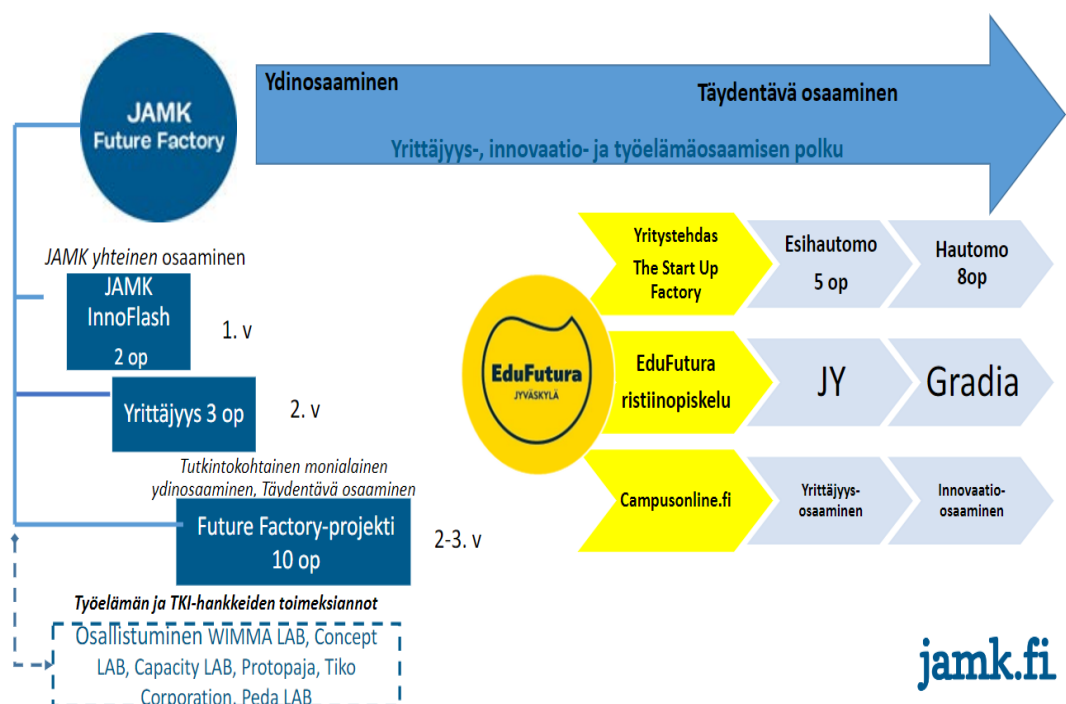 JAMK
Future Factory
Ydinosaaminen
Täydentävä osaaminen
Yrittäjyys-, innovaatio- ja työelämäosaamisen polku
JAMK yhteinen osaaminen
JAMK
InnoFlash
2 op
1. v
Yrittäjyys 3 op
2. v
Tutkintokohtainen monialainen
ydinosaaminen, Täydentävä osaaminen
Future Factory-projekti
10 op
2-3. v
Työelämän ja TKI-hankkeiden toimeksiannot
Osallistuminen WIMMA LAB, Concept
LAB, Capacity LAB, Protopaja, Tiko
Corporation, Peda LAB
EduFutura
JYVÄSKYLÄ
Yritystehdas
The Start Up
Factory
Esihautomo
5 op
Hautomo
8op
EduFutura
ristiinopiskelu
JY
Gradia
Campusonline.fi
Yrittäjyys-
osaaminen
Innovaatio-
osaaminen
jamk.fi